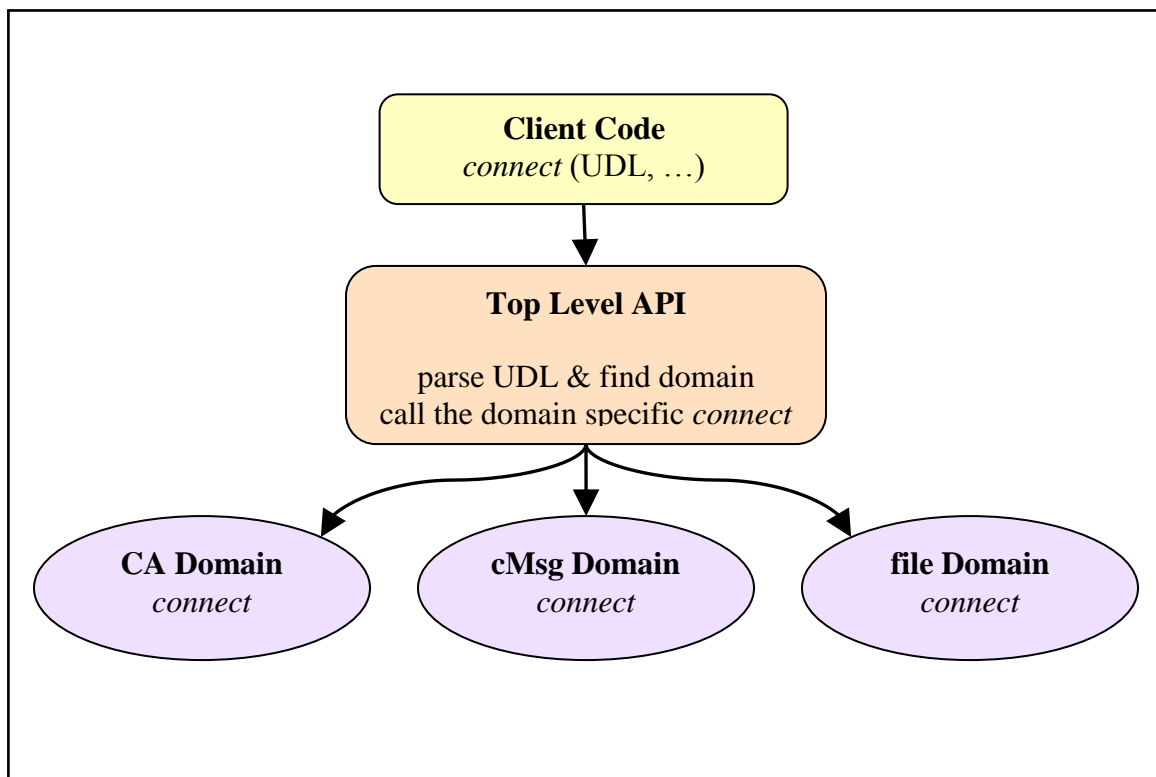 Client Code
connect (UDL, …)
Top Level API
parse UDL & find domain
call the domain specific connect
CA Domain
connect
cMsg Domain
connect
file Domain
connect